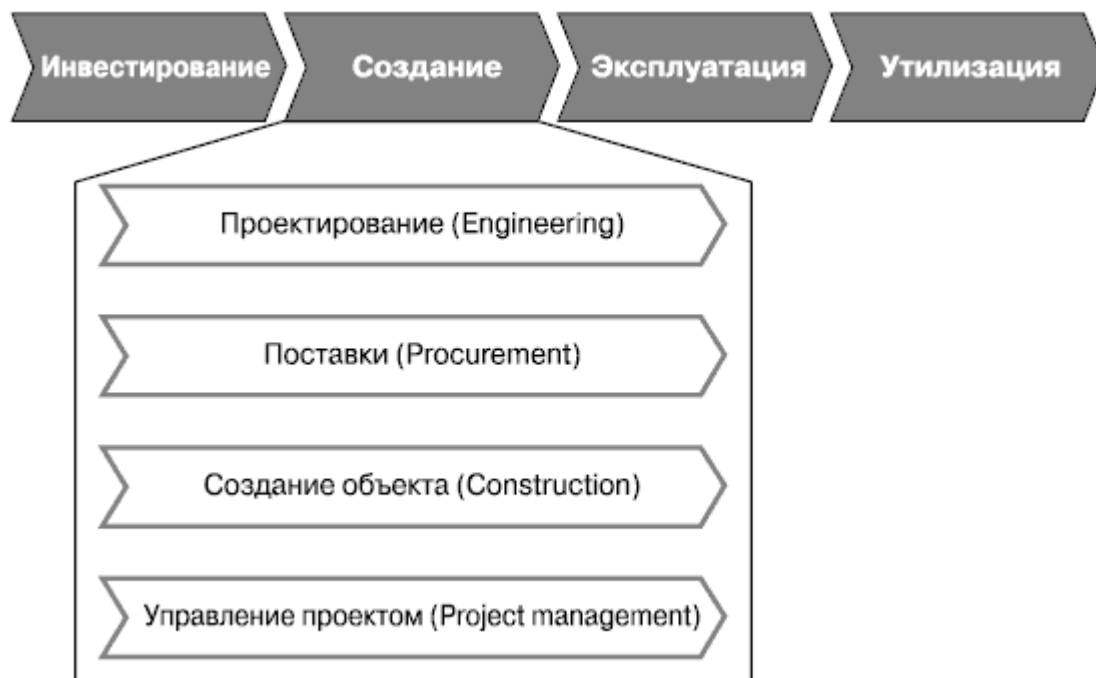 Инвестирование
Создание
Эксплуатация
Утилизация
Проектирование (Engineering)
Поставки (Procurement)
Создание объекта (Construction)
Управление проектом (Project management)